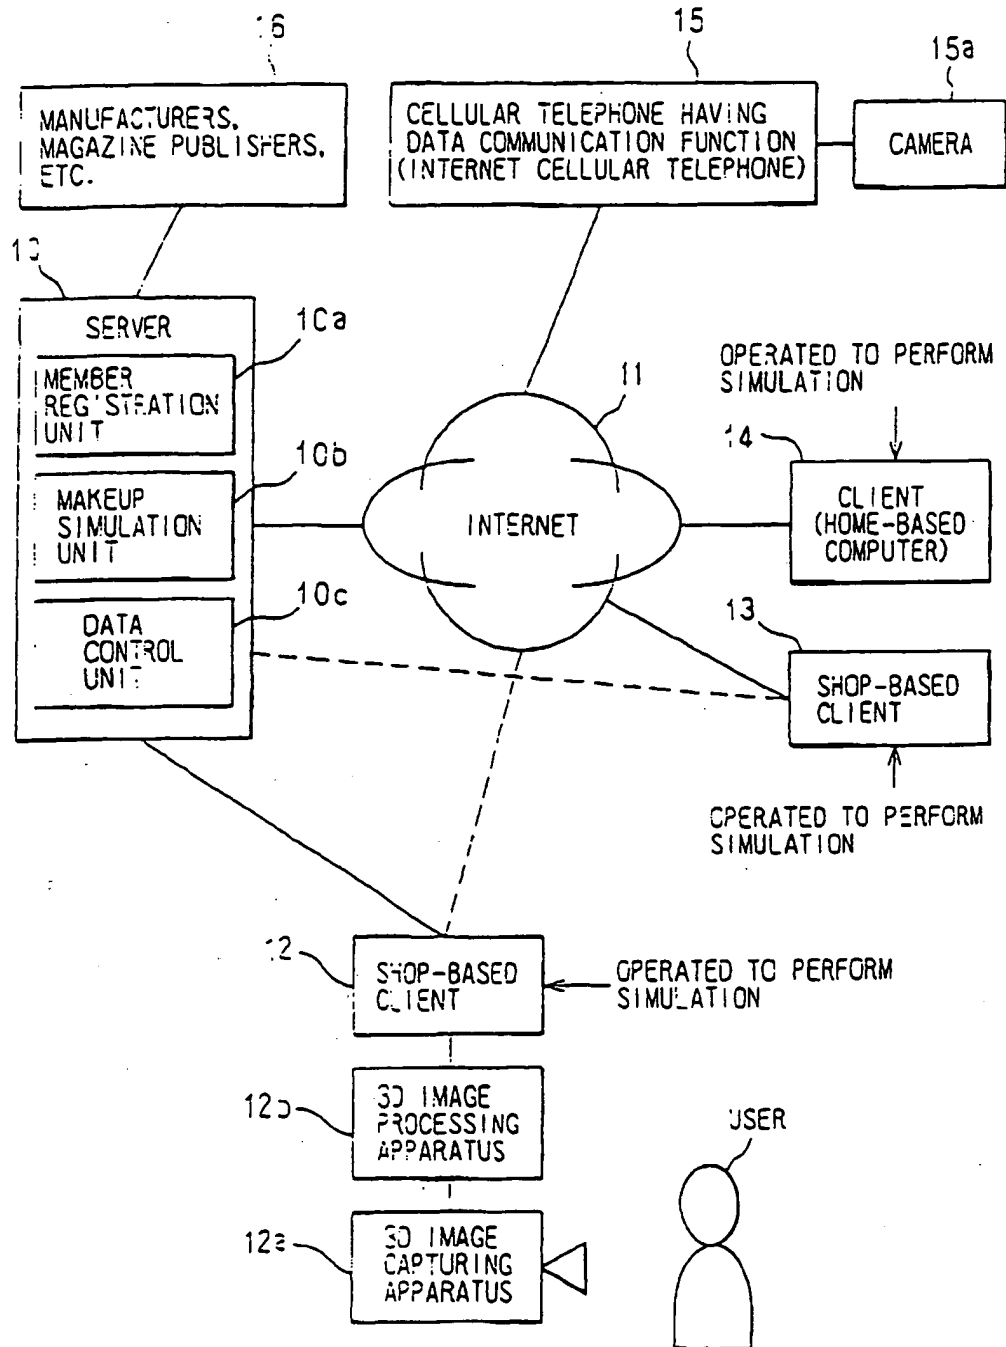 16
MANUFACTURERS,
MAGAZINE PUBLISHERS,
ETC.
15
CELLULAR TELEPHONE HAVING
DATA COMMUNICATION FUNCTION
(INTERNET CELLULAR TELEPHONE)
15a
CAMERA
10
SERVER
10a
MEMBER
REGISTRATION
UNIT
10b
MAKEUP
SIMULATION
UNIT
10c
DATA
CONTROL
UNIT
11
INTERNET
OPERATED TO PERFORM
SIMULATION
14
CLIENT
(HOME-BASED
COMPUTER)
13
SHOP-BASED
CLIENT
OPERATED TO PERFORM
SIMULATION
12
SHOP-BASED
CLIENT
OPERATED TO PERFORM
SIMULATION
12b
3D IMAGE
PROCESSING
APPARATUS
12a
3D IMAGE
CAPTURING
APPARATUS
USER